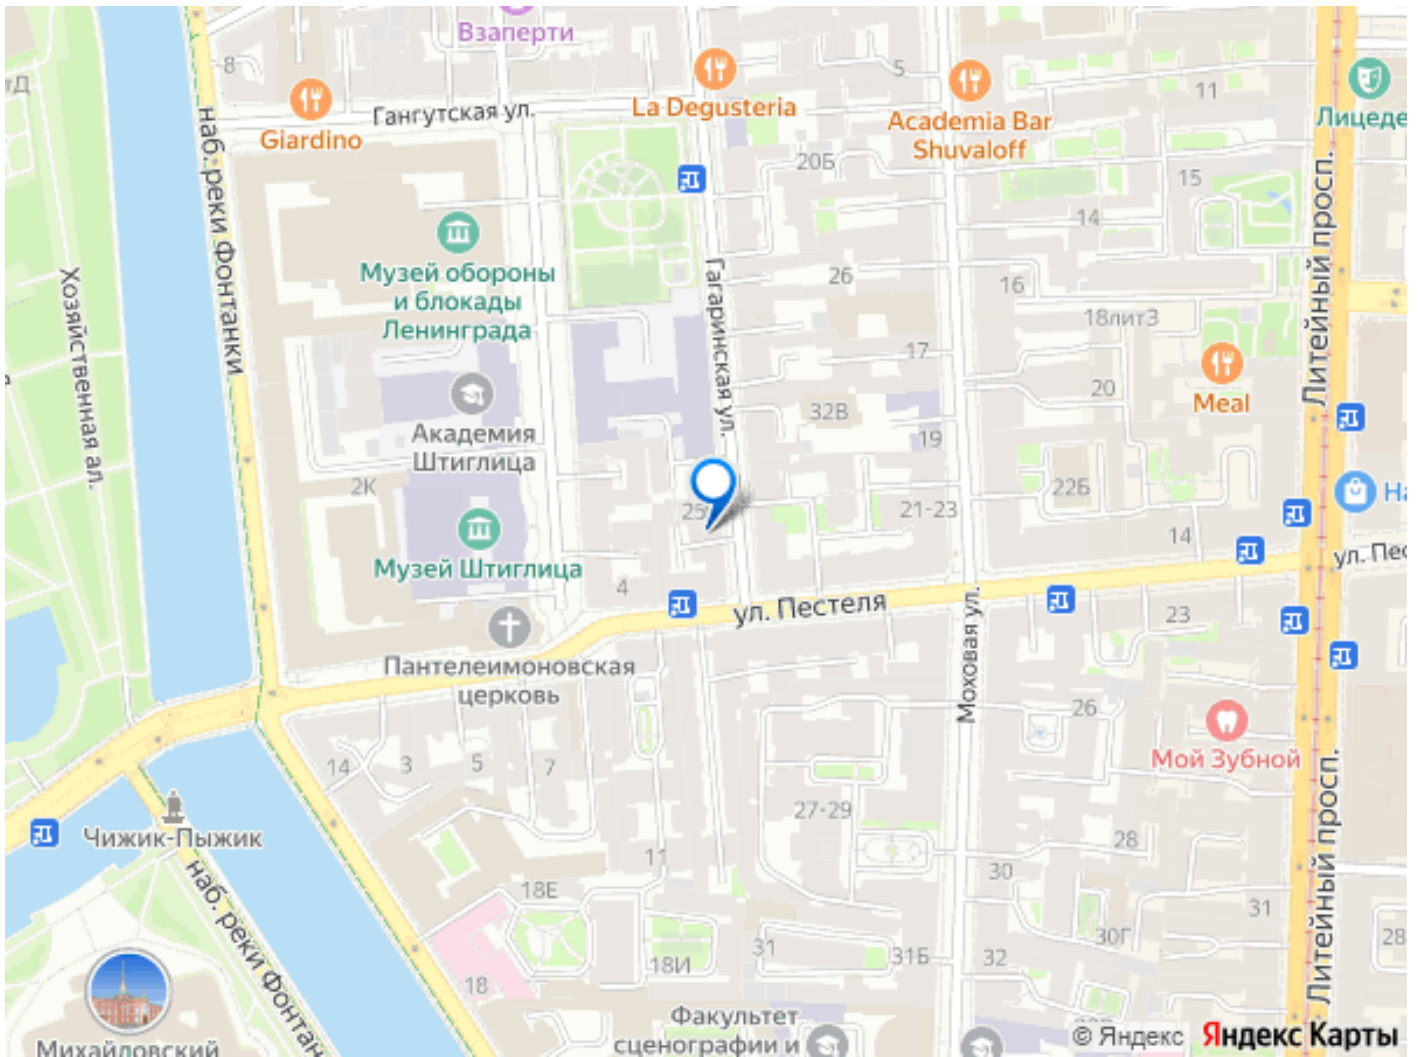 Взаперти
8
5
11
Giardino
Гангутская ул.
La Degusteria
Academia Bar
Shuvaloff
Лицеде
наб. реки Фонтанки
20Б
15
14
Музей обороны
и блокады
Ленинграда
Хозяйственная ал.
Гагаринская ул.
26
16
18литЗ
Литейный просп.
17
20
Meal
32В
19
Академия
Штиглица
2К
22Б
25
21-23
14
На
Музей Штиглица
ул. Пес
4
ул. Пестеля
23
Моховая ул.
Пантелеимоновская
церковь
26
Мой Зубной
14
3
5
7
27-29
Чижик-Пыжик
наб. реки Фонтан
11
28
Литейный просп.
18Е
30
31
18
18И
31
31Б
32
30Г
28
Факультет
сценографии и
Михайловский
© Яндекс Яндекс Карты